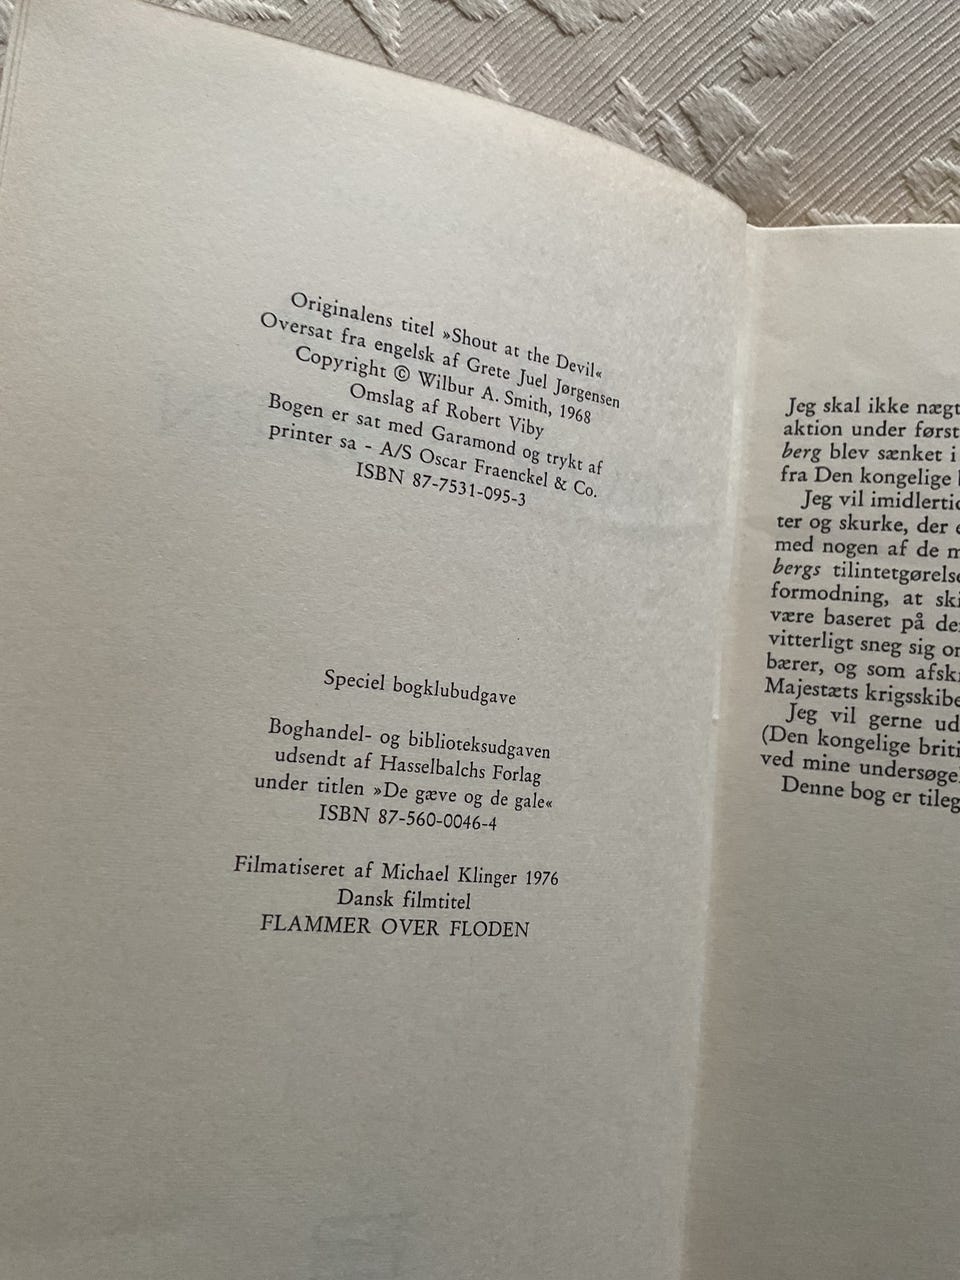 Originalens titel »Shout at the Devil«
Oversat fra engelsk af Grete Juel Jørgensen
Copyright © Wilbur A. Smith, 1968
Omslag af Robert Viby
Bogen er sat med Garamond og trykt af
printer sa - A/S Oscar Fraenckel & Co.
ISBN 87-7531-095-3
Speciel bogklubudgave
Boghandel- og biblioteksudgaven
udsendt af Hasselbalchs Forlag
under titlen »De gæve og de gale«
ISBN 87-560-0046-4
Filmatiseret af Michael Klinger 1976
Dansk filmtitel
FLAMMER OVER FLODEN
Jeg skal ikke nægt
aktion under først
berg blev sænket i
fra Den kongelige
Jeg vil imidlertid
ter og skurke, der
med nogen af de
bergs tilintetgørelse
formodning, at ski
være baseret på de
vitterligt sneg sig
bærer, og som afsk
Majestæts krigsskibe
Jeg vil gerne ud
(Den kongelige briti
ved mine undersøge
Denne bog er tileg